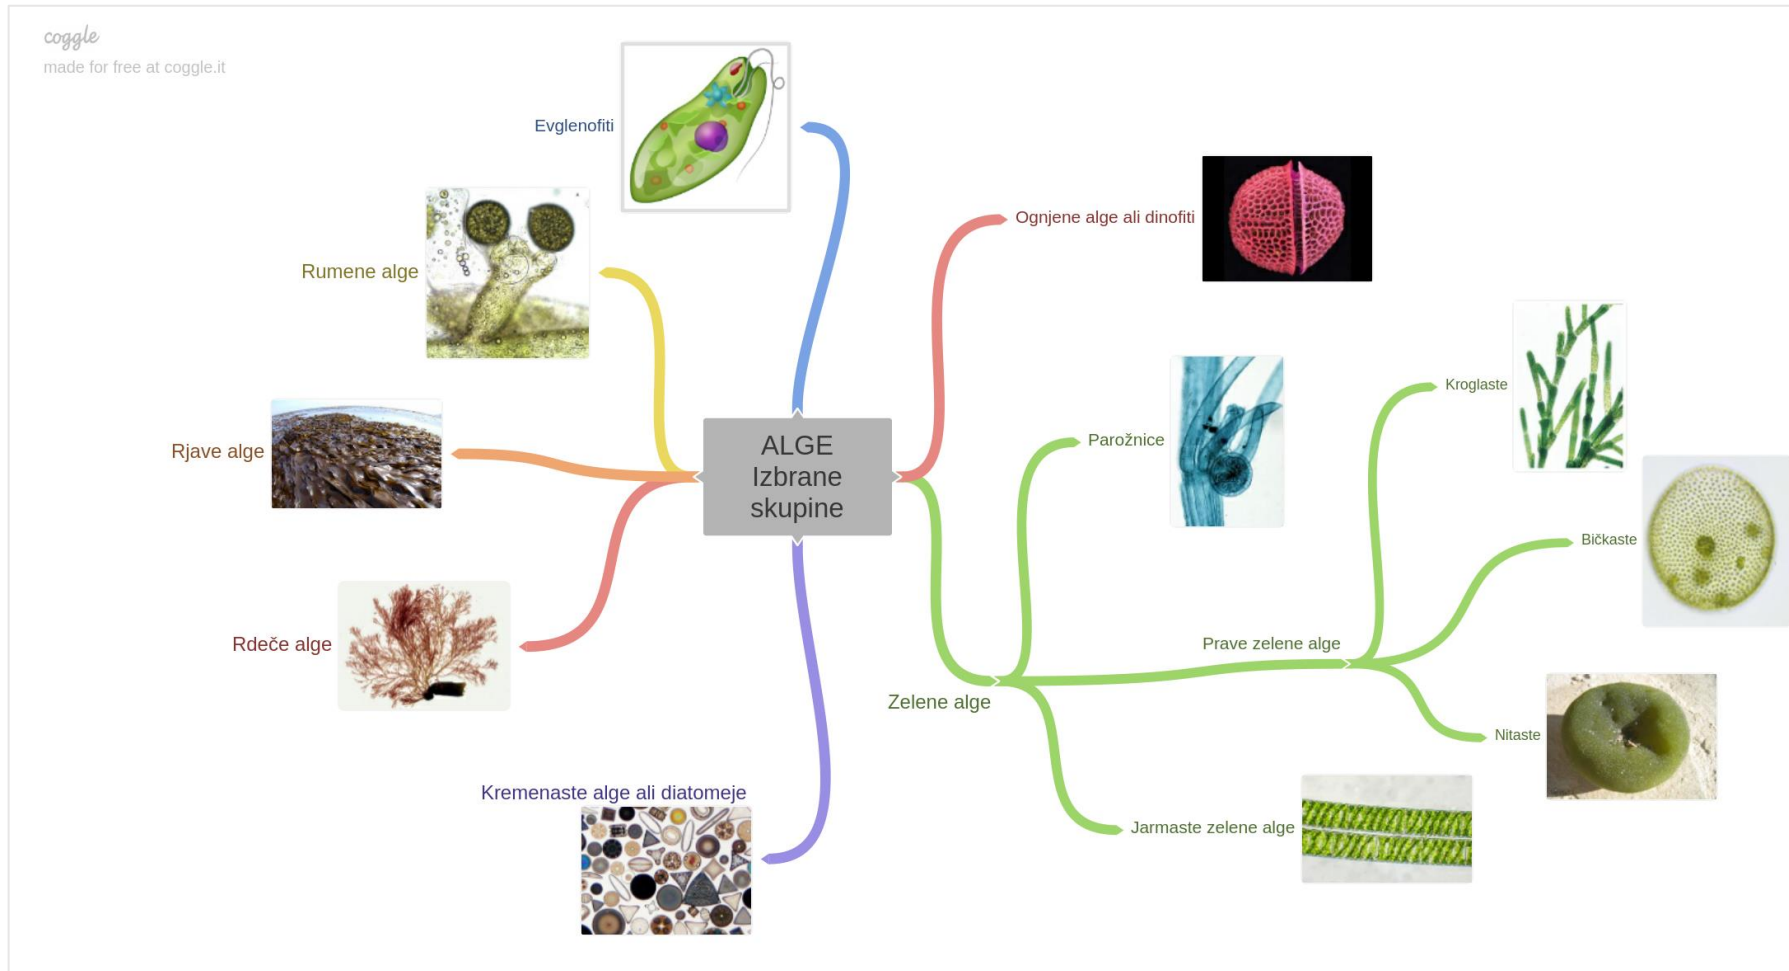 coggle
made for free at coggle.it
Evglenofiti
Ognjene alge ali dinofiti
Rumene alge
Kroglaste
Parožnice
Rjave alge
ALGE
Izbrane
skupine
Bičkaste
Prave zelene alge
Rdeče alge
Zelene alge
Nitaste
Kremenaste alge ali diatomeje
Jarmaste zelene alge